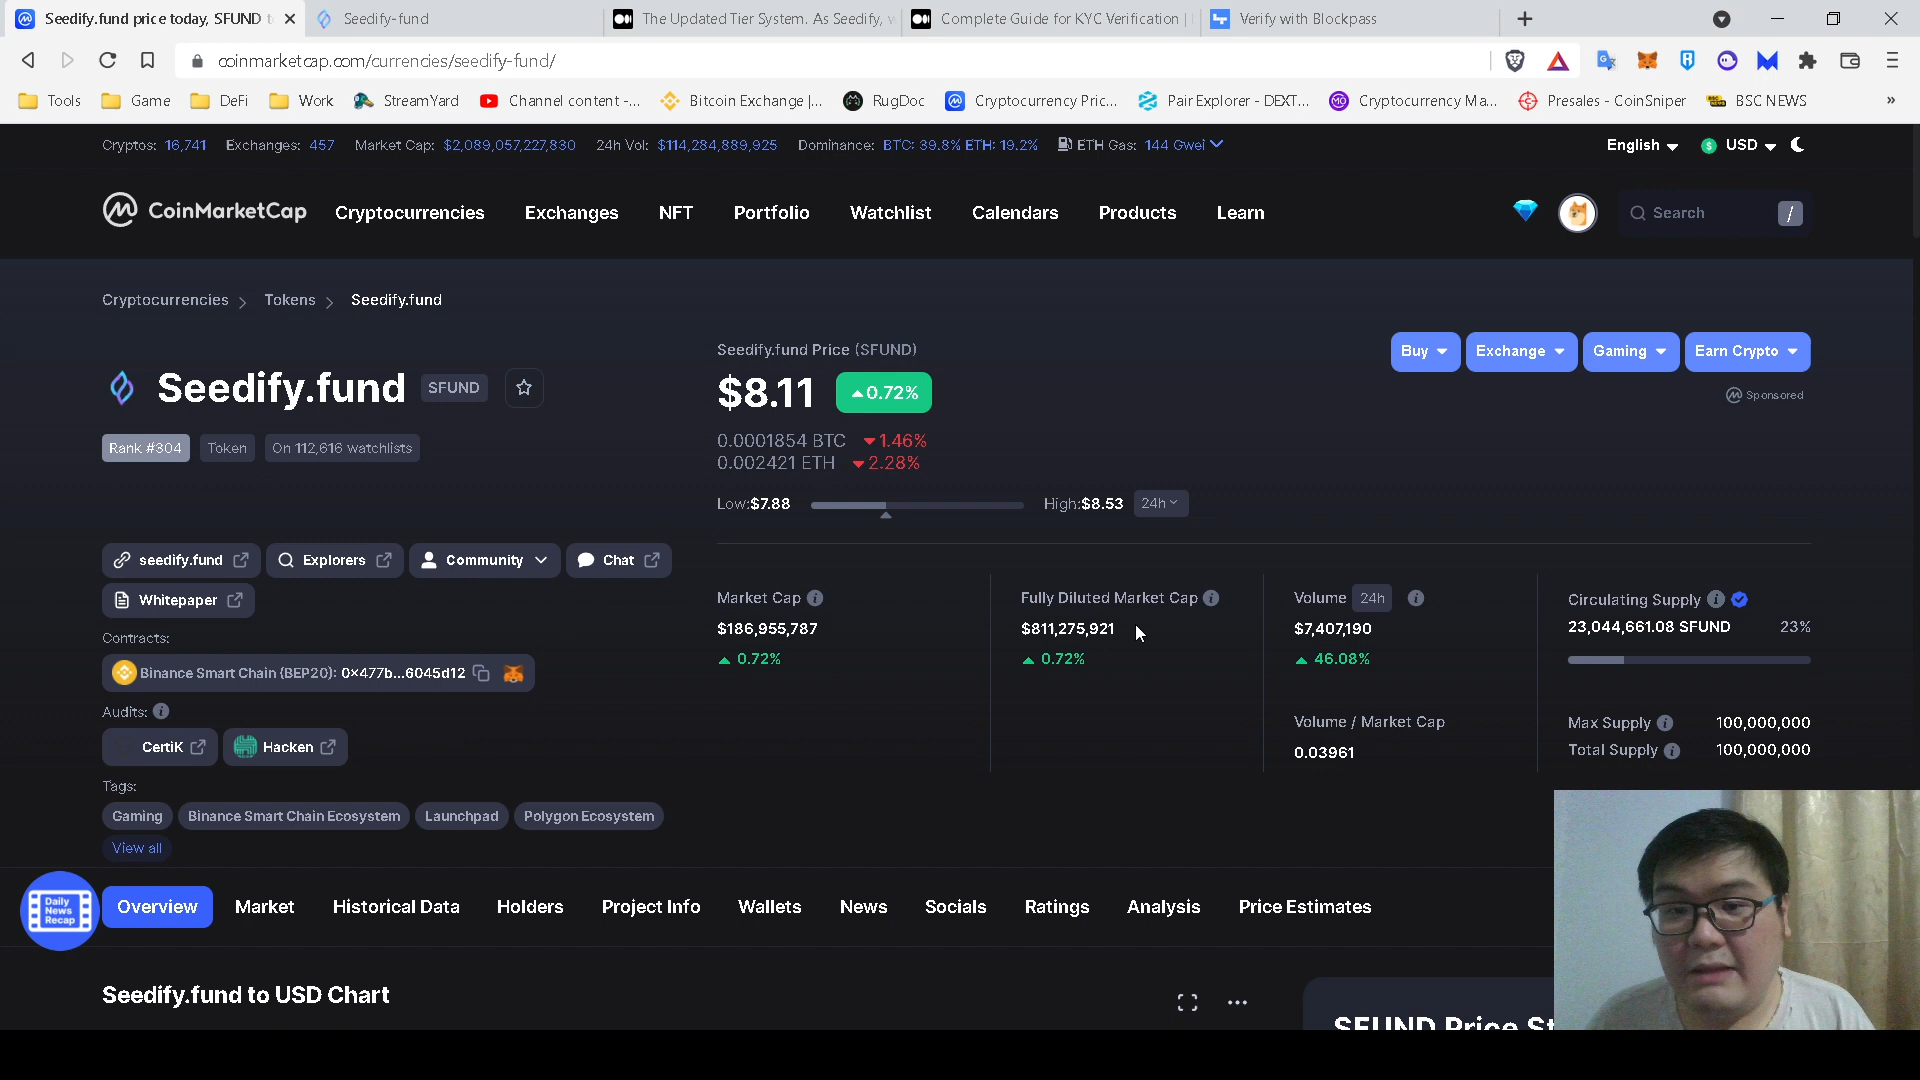 Seedify.fund price today, SFUND t
Seedify-fund
The Updated Tier System. As Seedify, w
Complete Guide for KYC Verification |
Verify with Blockpass
coinmarketcap.com/currencies/seedify-fund/
Tools
Game
DeFi
Work
StreamYard
Channel content -...
Bitcoin Exchange |...
RugDoc
Cryptocurrency Pric...
Pair Explorer - DEXT...
Cryptocurrency Ma...
Presales - CoinSniper
BSC NEWS
»
Cryptos: 16,741 Exchanges: 457 Market Cap: $2,089,057,227,830 24h Vol: $114,284,889,925 Dominance: BTC: 39.8% ETH: 19.2% ETH Gas: 144 Gwei
English USD
CoinMarketCap
Cryptocurrencies Exchanges NFT Portfolio Watchlist Calendars Products Learn
Search /
Cryptocurrencies Tokens Seedify.fund
Seedify.fund SFUND
Rank #304 Token On 112,616 watchlists
Seedify.fund Price (SFUND)
$8.11 0.72%
0.0001854 BTC 1.46%
0.002421 ETH 2.28%
Low:$7.88 High:$8.53 24h
Buy Exchange Gaming Earn Crypto
Sponsored
seedify.fund Explorers Community Chat
Whitepaper
Contracts:
Binance Smart Chain (BEP20): 0x477b...6045d12
Audits:
CertiK Hacken
Tags:
Gaming Binance Smart Chain Ecosystem Launchpad Polygon Ecosystem
View all
Market Cap
$186,955,787
0.72%
Fully Diluted Market Cap
$811,275,921
0.72%
Volume 24h
$7,407,190
46.08%
Volume / Market Cap
0.03961
Circulating Supply
23,044,661.08 SFUND 23%
Max Supply 100,000,000
Total Supply 100,000,000
Daily
News
Recap
Overview Market Historical Data Holders Project Info Wallets News Socials Ratings Analysis Price Estimates
Seedify.fund to USD Chart
SFUND Price St